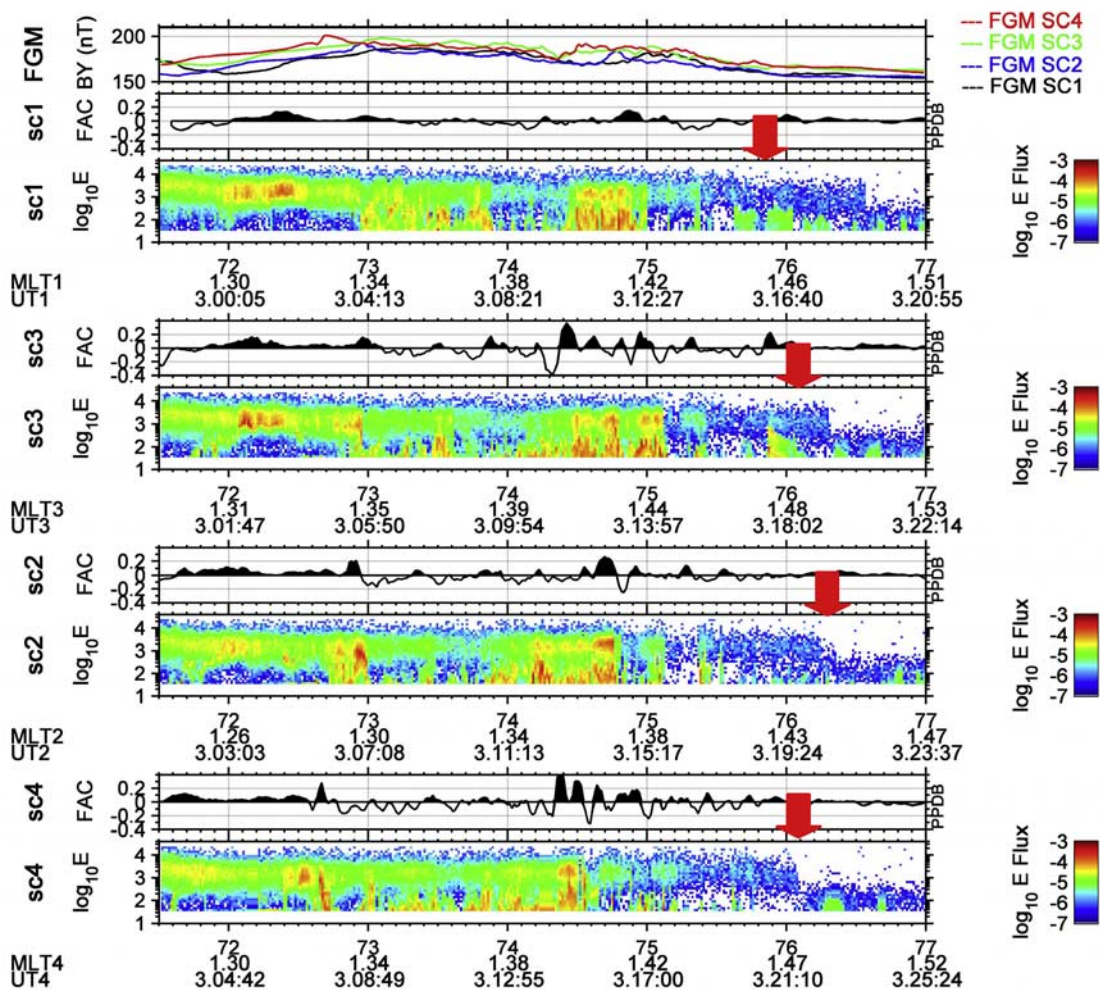 FGM
BY (nT)
200
150
--- FGM SC4
--- FGM SC3
--- FGM SC2
--- FGM SC1
sc1
FAC
0.2
-0.2
-0.4
PPDB
sc1
log10E
4
3
2
1
log10 E Flux
-3
-4
-5
-6
-7
72 73 74 75 76 77
MLT1 1.30 1.34 1.38 1.42 1.46 1.51
UT1 3.00:05 3.04:13 3.08:21 3.12:27 3.16:40 3.20:55
sc3
FAC
0.2
-0.2
-0.4
PPDB
sc3
log10E
4
3
2
1
log10 E Flux
-3
-4
-5
-6
-7
72 73 74 75 76 77
MLT3 1.31 1.35 1.39 1.44 1.48 1.53
UT3 3.01:47 3.05:50 3.09:54 3.13:57 3.18:02 3.22:14
sc2
FAC
0.2
-0.2
-0.4
PPDB
sc2
log10E
4
3
2
1
log10 E Flux
-3
-4
-5
-6
-7
72 73 74 75 76 77
MLT2 1.26 1.30 1.34 1.38 1.43 1.47
UT2 3.03:03 3.07:08 3.11:13 3.15:17 3.19:24 3.23:37
sc4
FAC
0.2
-0.2
-0.4
PPDB
sc4
log10E
4
3
2
1
log10 E Flux
-3
-4
-5
-6
-7
72 73 74 75 76 77
MLT4 1.30 1.34 1.38 1.42 1.47 1.52
UT4 3.04:42 3.08:49 3.12:55 3.17:00 3.21:10 3.25:24